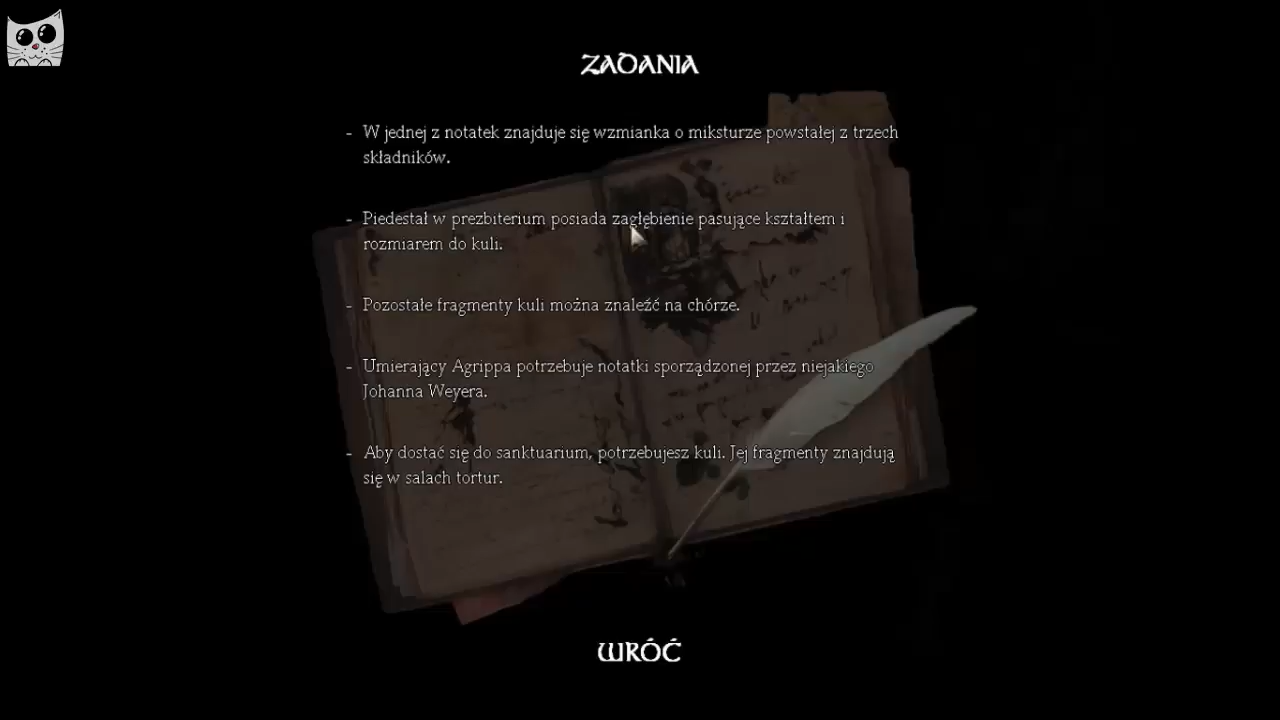 ZADANIA
- W jednej z notatek znajduje się wzmianka o miksturze powstałej z trzech
składników.
- Piedestał w prezbiterium posiada zagłębienie pasujące kształtem i
rozmiarem do kuli.
- Pozostałe fragmenty kuli można znaleźć na chórze.
- Umierający Agrippa potrzebuje notatki sporządzonej przez niejakiego
Johanna Weyera.
- Aby dostać się do sanktuarium, potrzebujesz kuli. Jej fragmenty znajdują
się w salach tortur.
WRÓĆ